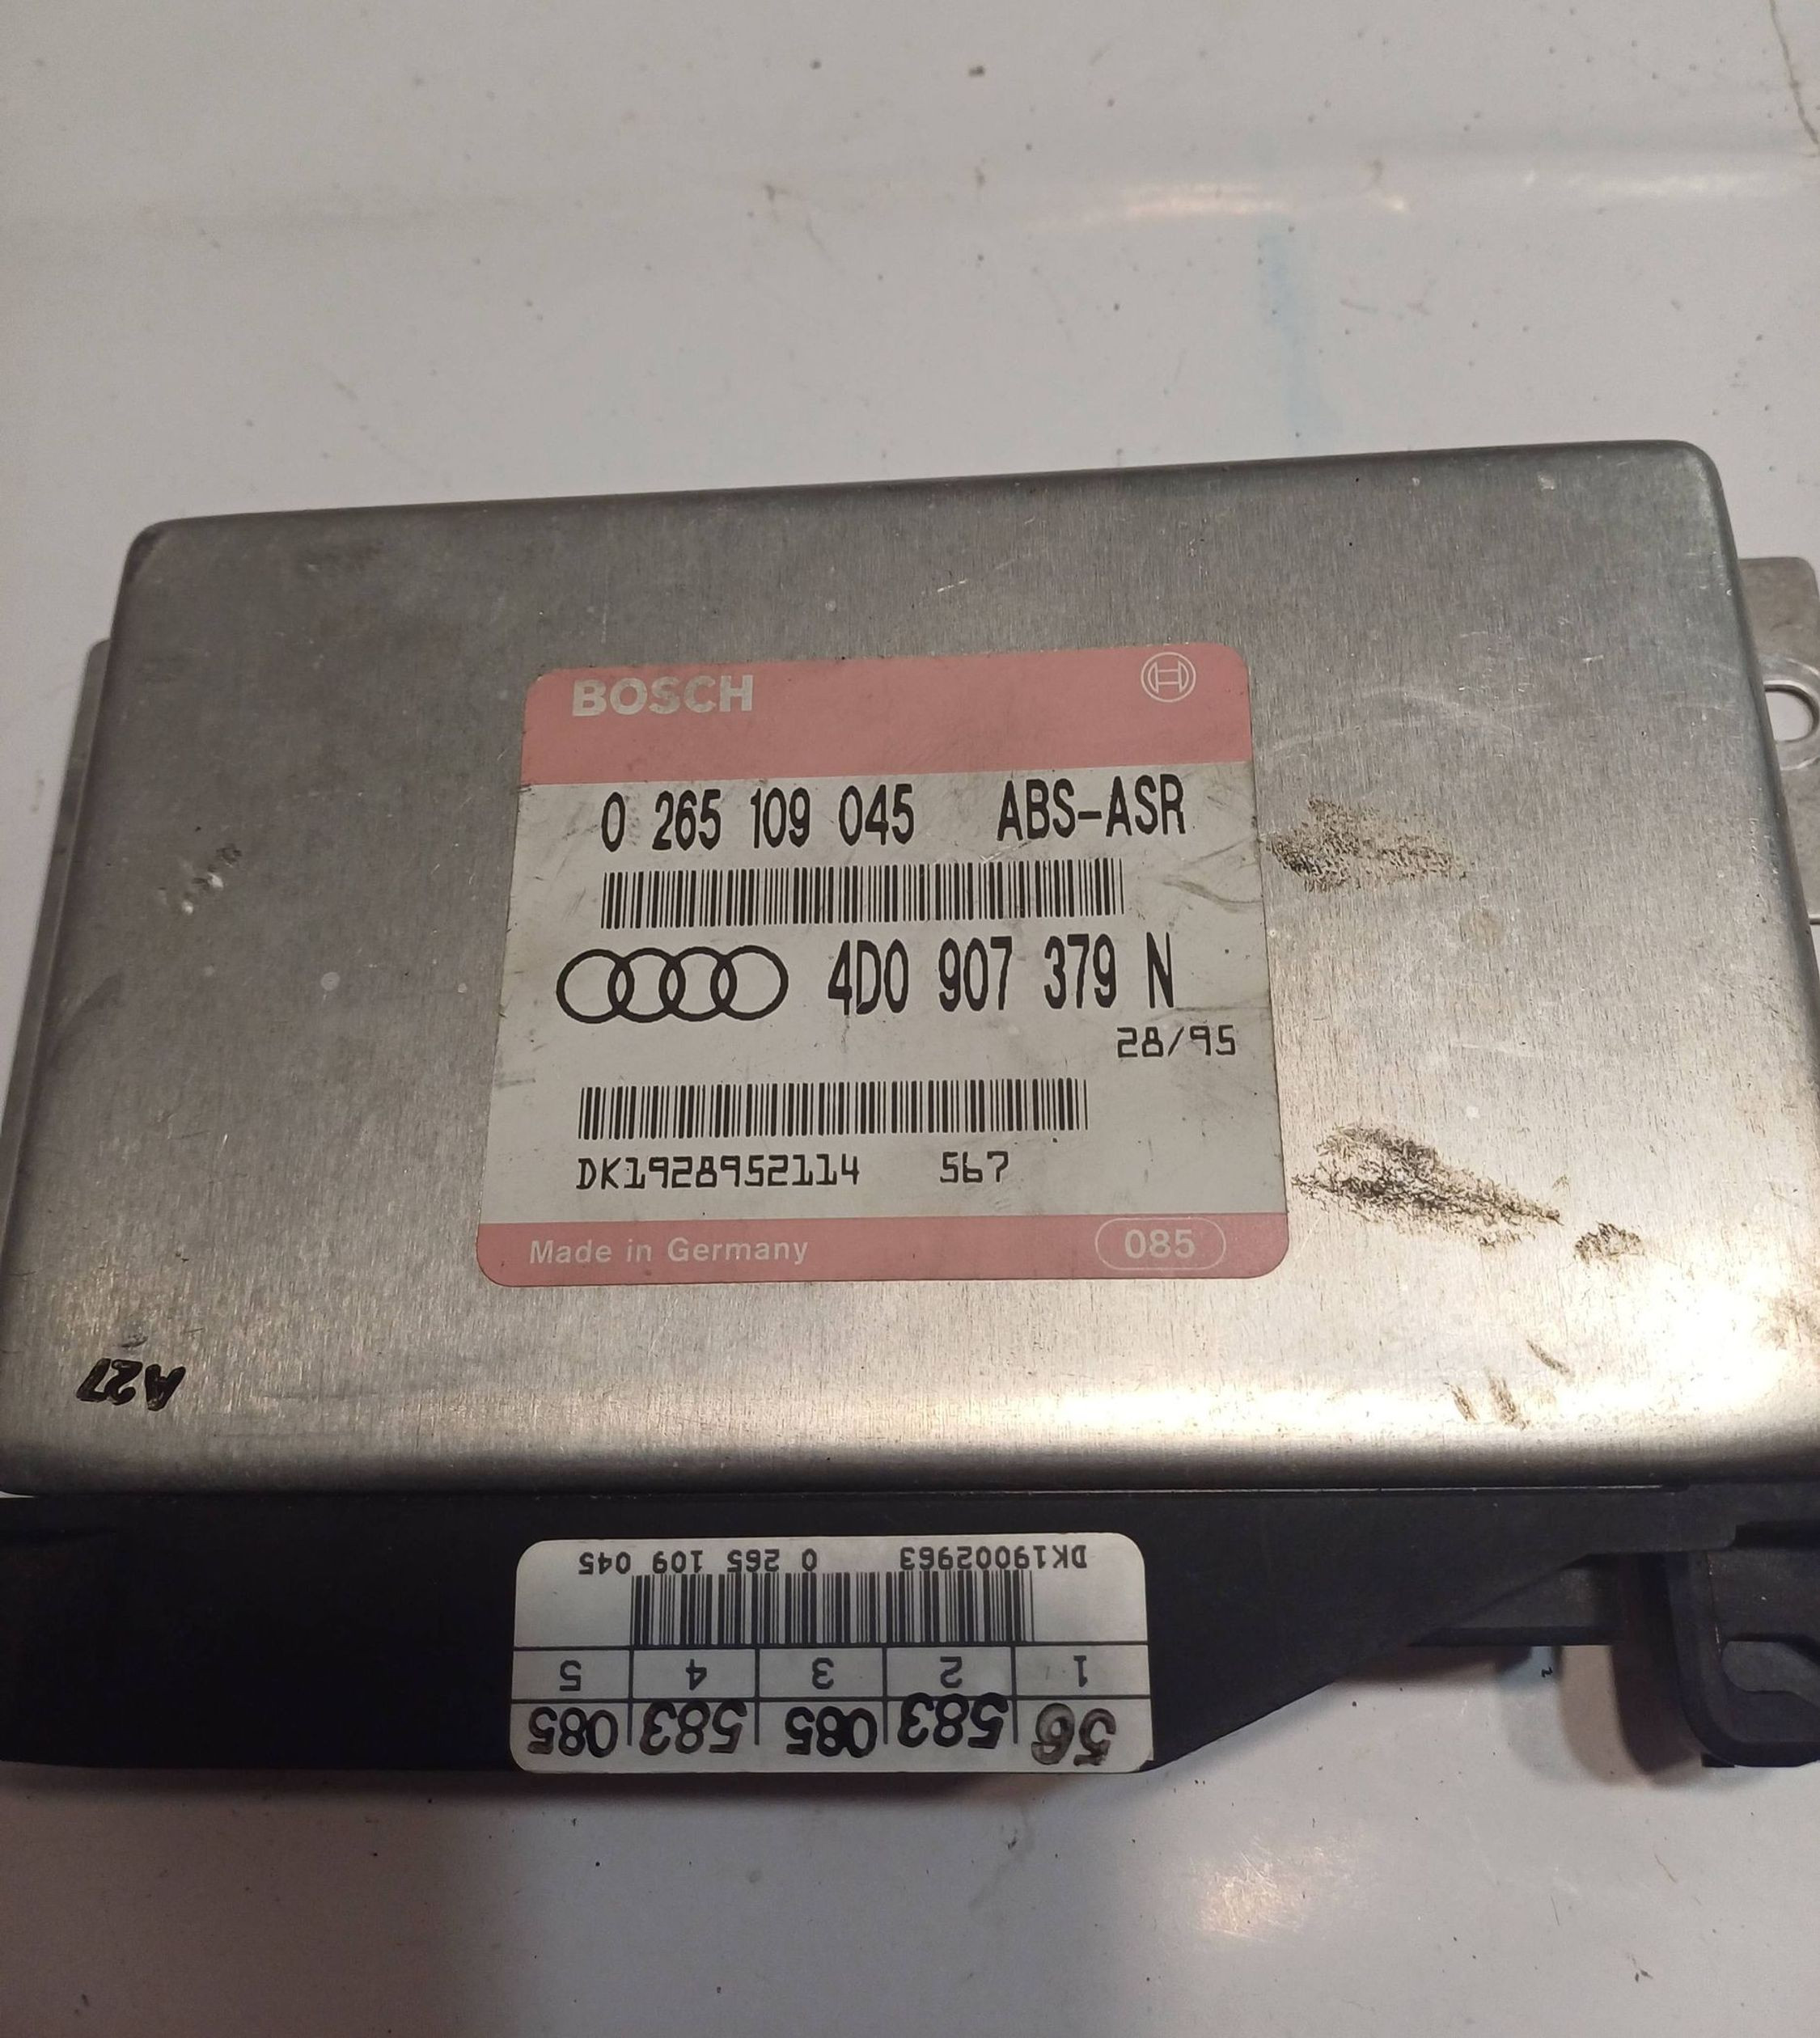 BOSCH
0 265 109 045 ABS-ASR
4D0 907 379 N
28/95
DK1928952114 567
Made in Germany 085
A27
DK19002963 0 265 109 045
1 2 3 4 5
56 583 085 583 085